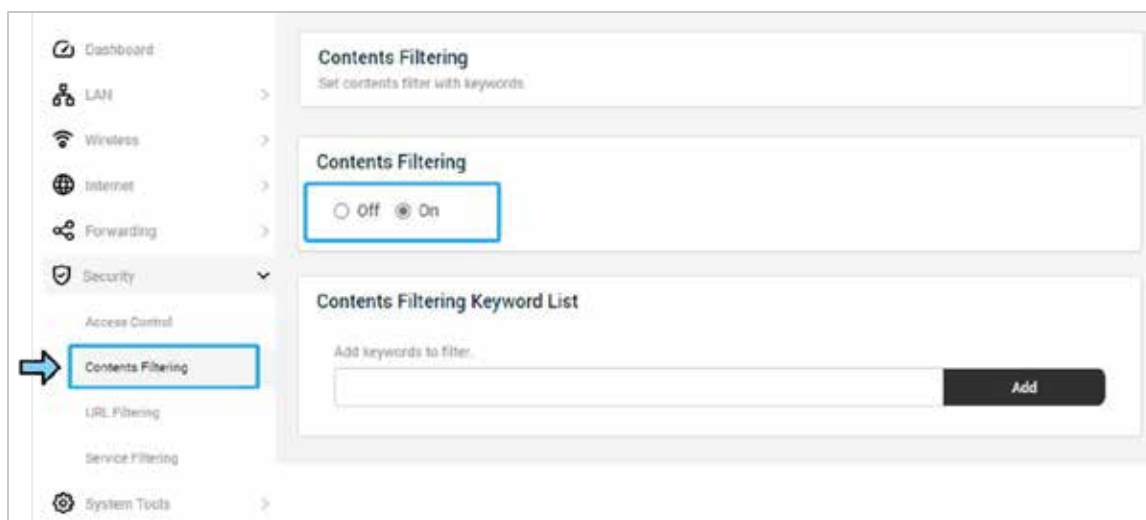 Dashboard
LAN
Wireless
Internet
Forwarding
Security
Access Control
Contents Filtering
URL Filtering
Service Filtering
System Tools
Contents Filtering
Set contents filter with keywords.
Contents Filtering
Off On
Contents Filtering Keyword List
Add keywords to filter.
Add